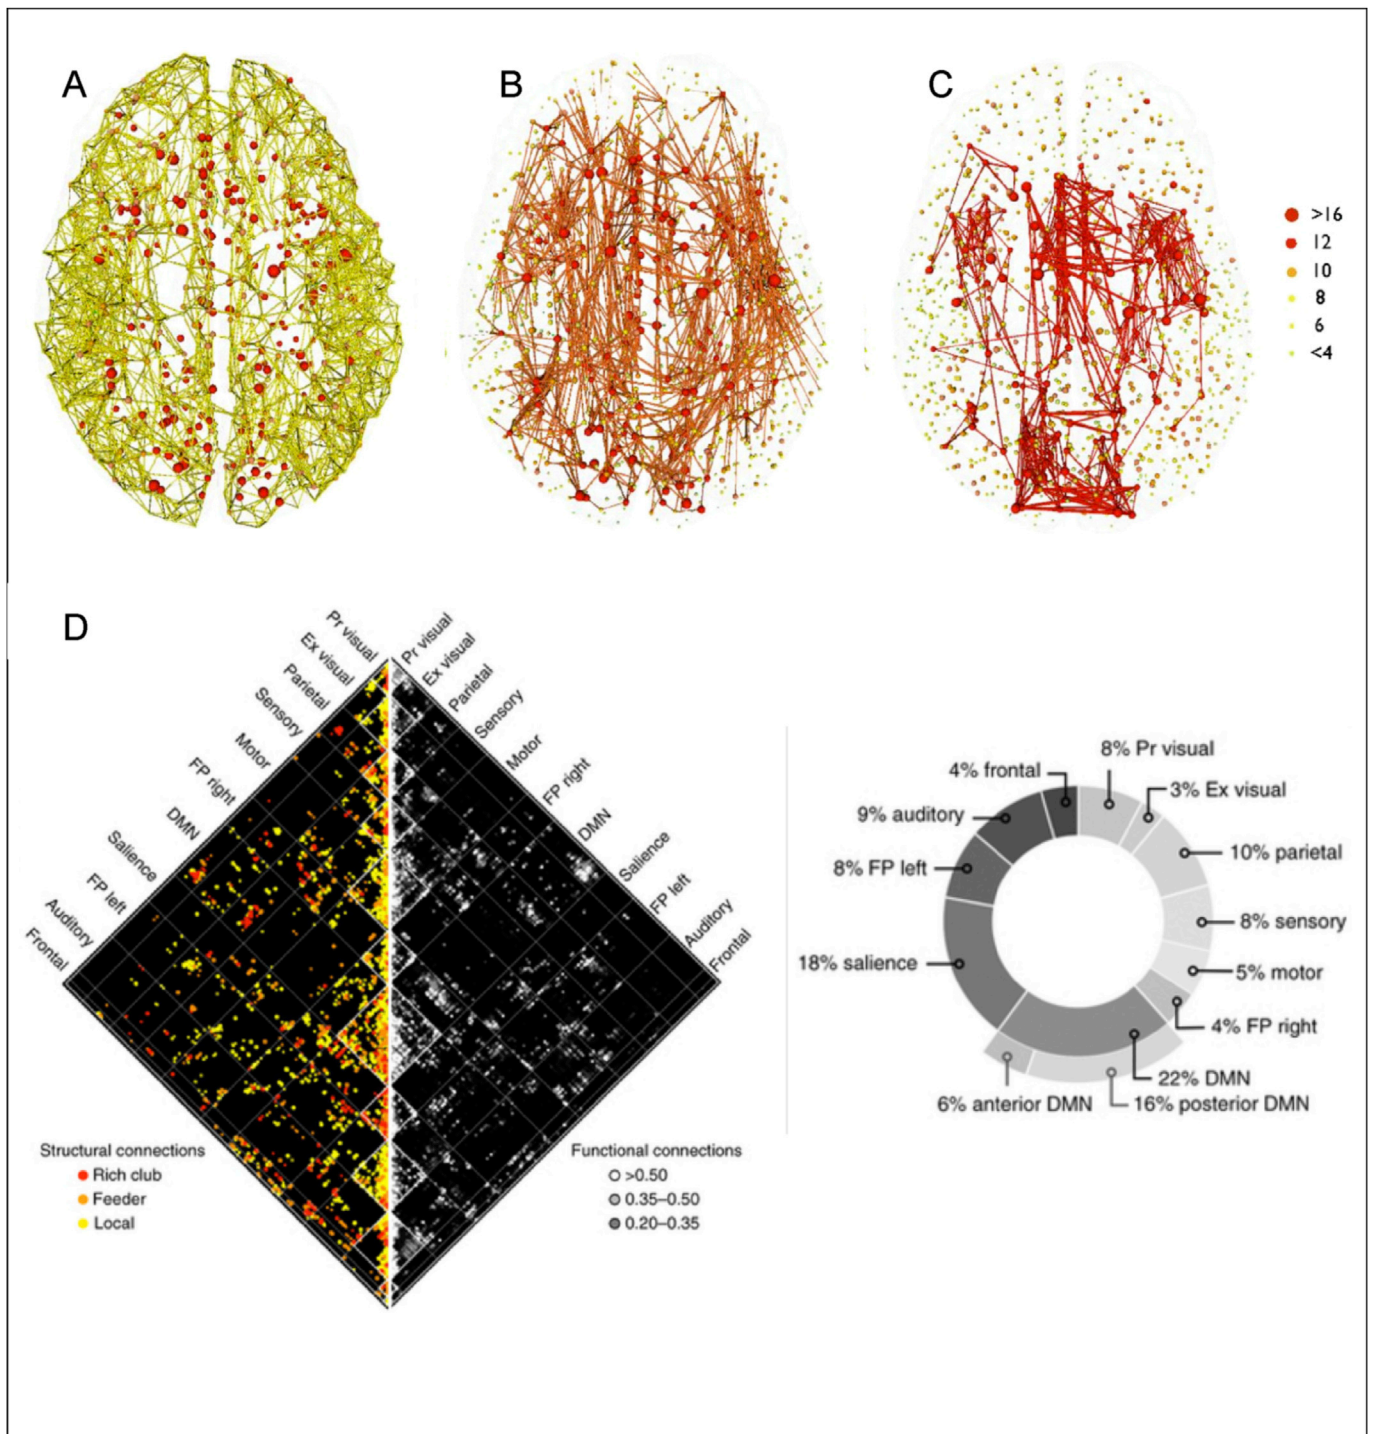 A
B
C
>16
12
10
8
6
<4
D
Pr visual
Ex visual
Parietal
Sensory
Motor
FP right
DMN
Salience
FP left
Auditory
Frontal
Pr visual
Ex visual
Parietal
Sensory
Motor
FP right
DMN
Salience
FP left
Auditory
Frontal
Structural connections
Rich club
Feeder
Local
Functional connections
>0.50
0.35–0.50
0.20–0.35
8% Pr visual
4% frontal
3% Ex visual
9% auditory
10% parietal
8% FP left
8% sensory
18% salience
5% motor
4% FP right
22% DMN
6% anterior DMN
16% posterior DMN